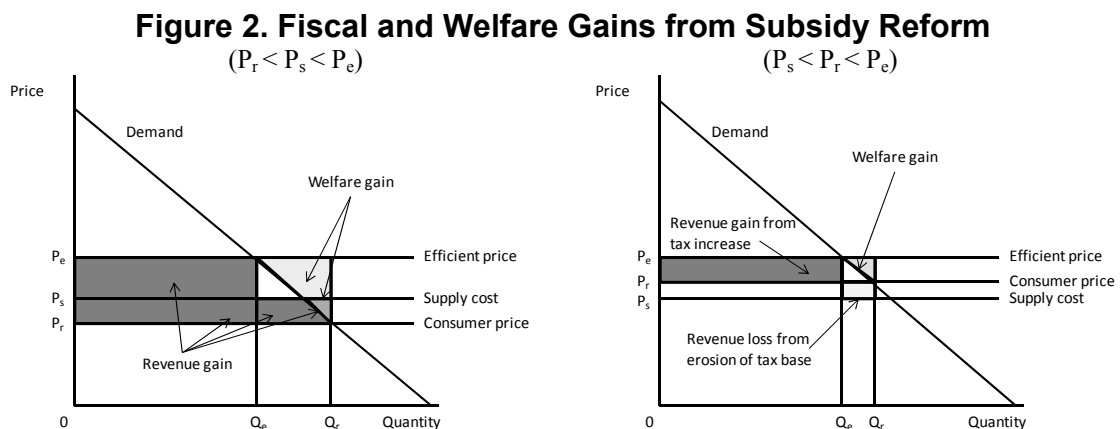 Figure 2. Fiscal and Welfare Gains from Subsidy Reform
(Pr < Ps < Pe)
Price
Demand
Welfare gain
Pe
Efficient price
Ps
Supply cost
Pr
Consumer price
Revenue gain
0
Qe
Qr
Quantity
(Ps < Pr < Pe)
Price
Demand
Welfare gain
Revenue gain from
tax increase
Pe
Efficient price
Pr
Consumer price
Ps
Supply cost
Revenue loss from
erosion of tax base
0
Qe
Qr
Quantity